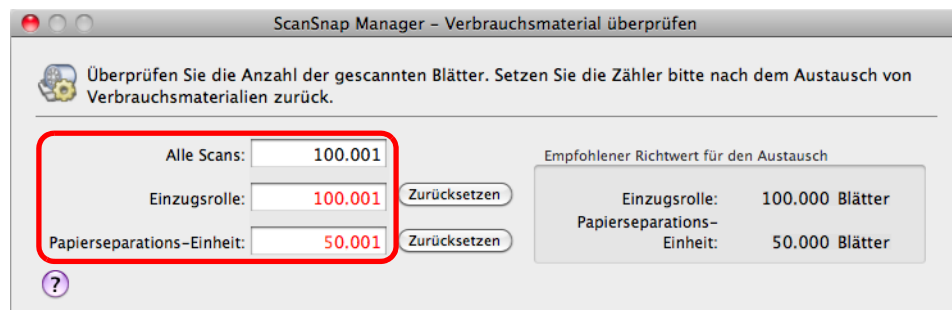 ScanSnap Manager – Verbrauchsmaterial überprüfen
Überprüfen Sie die Anzahl der gescannten Blätter. Setzen Sie die Zähler bitte nach dem Austausch von
Verbrauchsmaterialien zurück.
Alle Scans: 100.001
Einzugsrolle: 100.001 Zurücksetzen
Papierseparations-Einheit: 50.001 Zurücksetzen
Empfohlener Richtwert für den Austausch
Einzugsrolle: 100.000 Blätter
Papierseparations-
Einheit: 50.000 Blätter
?